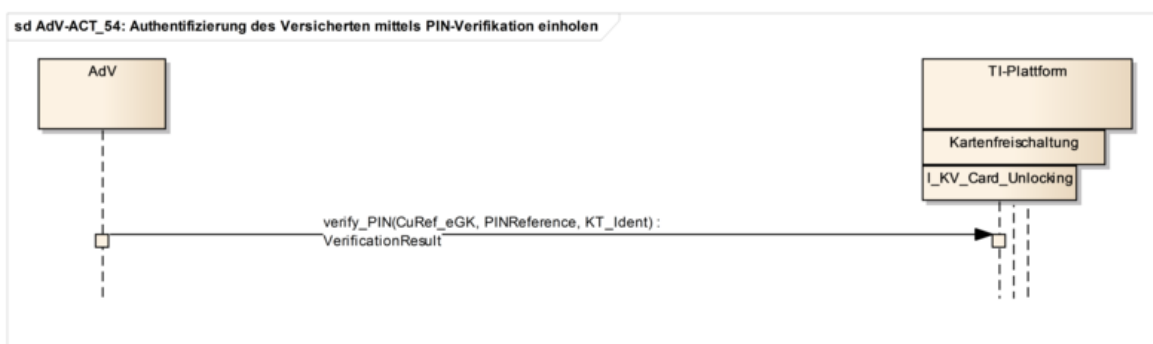 sd AdV-ACT_54: Authentifizierung des Versicherten mittels PIN-Verifikation einholen
AdV
TI-Plattform
Kartenfreischaltung
I_KV_Card_Unlocking
verify_PIN(CuRef_eGK, PINReference, KT_Ident) :
VerificationResult